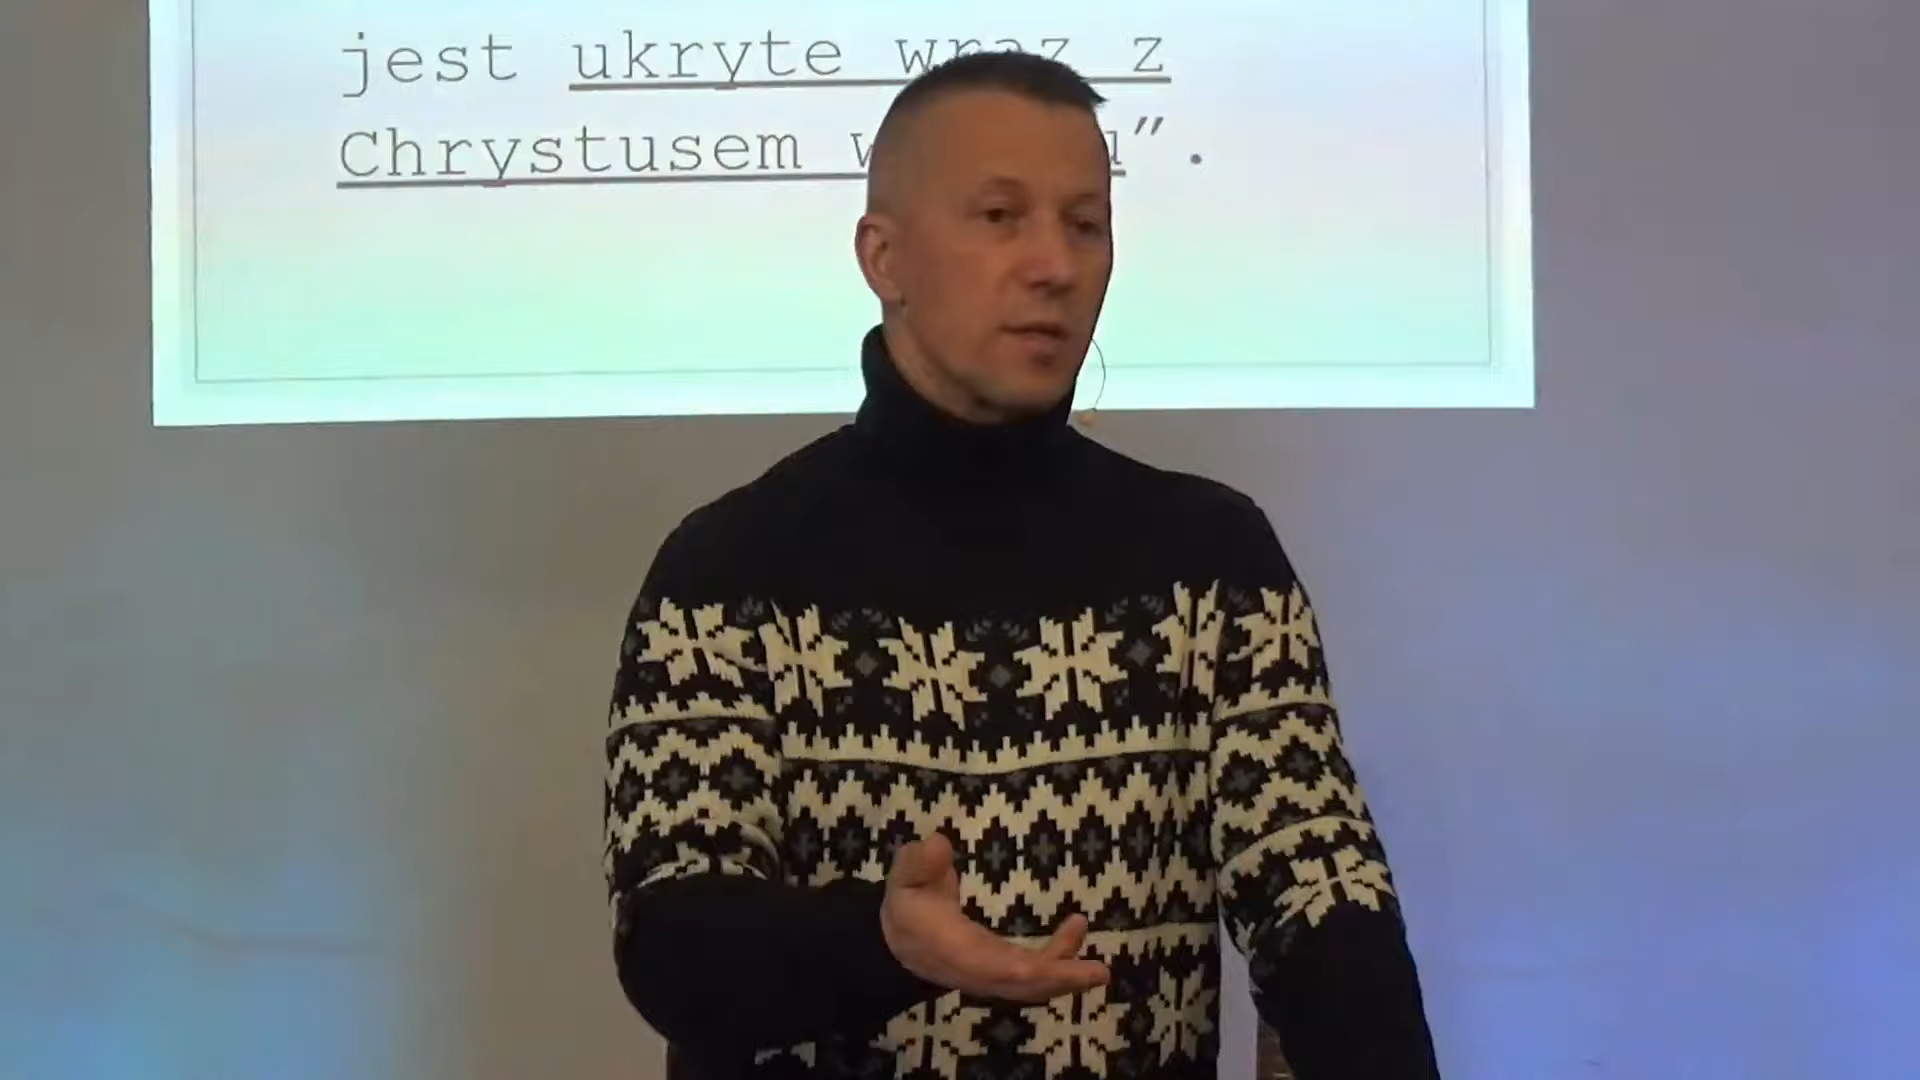 jest ukryte wraz z
Chrystusem w ”.